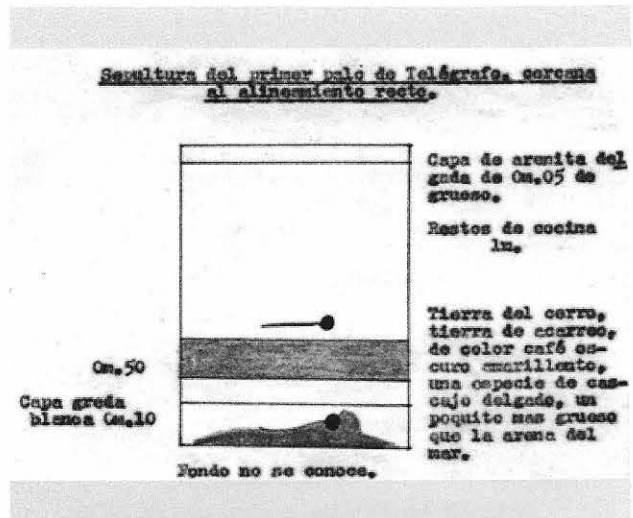 Sepultura del primer palo de Telégrafo, cercana
al alineamiento recto.
Capa de arenita del
gada de 0m.05 de
grueso.
Restos de cocina
1m.
Tierra del cerro,
tierra de acarreo,
de color café os-
curo amarillento,
una especie de cas-
cajo delgado, un
poquito mas grueso
que la arena del
mar.
0m.50
Capa greda
blanca 0m.10
Fondo no se conoce.